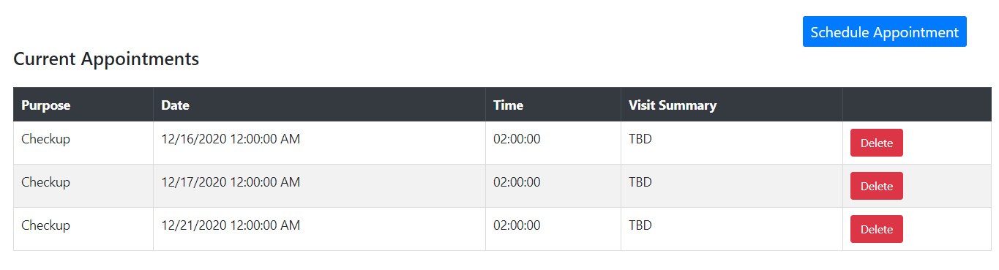 Schedule Appointment
Current Appointments
Purpose Date Time Visit Summary
Checkup 12/16/2020 12:00:00 AM 02:00:00 TBD Delete
Checkup 12/17/2020 12:00:00 AM 02:00:00 TBD Delete
Checkup 12/21/2020 12:00:00 AM 02:00:00 TBD Delete